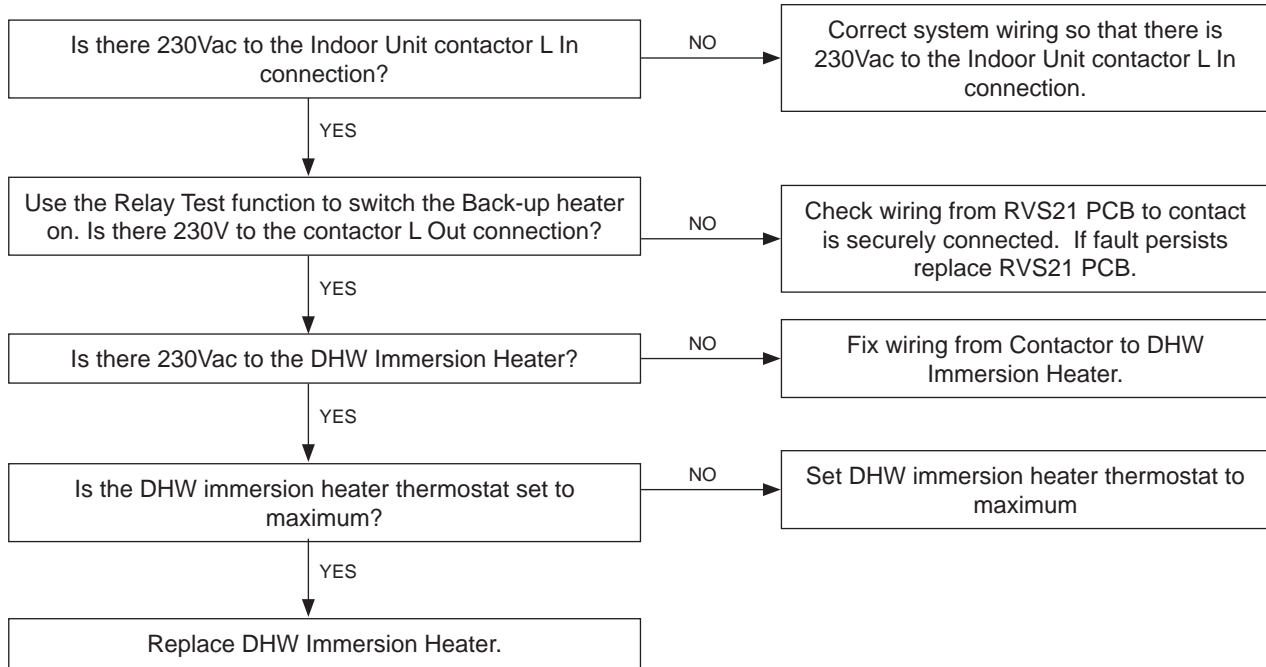 Is there 230Vac to the Indoor Unit contactor L In
connection?
NO
Correct system wiring so that there is
230Vac to the Indoor Unit contactor L In
connection.
YES
Use the Relay Test function to switch the Back-up heater
on. Is there 230V to the contactor L Out connection?
NO
Check wiring from RVS21 PCB to contact
is securely connected.  If fault persists
replace RVS21 PCB.
YES
Is there 230Vac to the DHW Immersion Heater?
NO
Fix wiring from Contactor to DHW
Immersion Heater.
YES
Is the DHW immersion heater thermostat set to
maximum?
NO
Set DHW immersion heater thermostat to
maximum
YES
Replace DHW Immersion Heater.